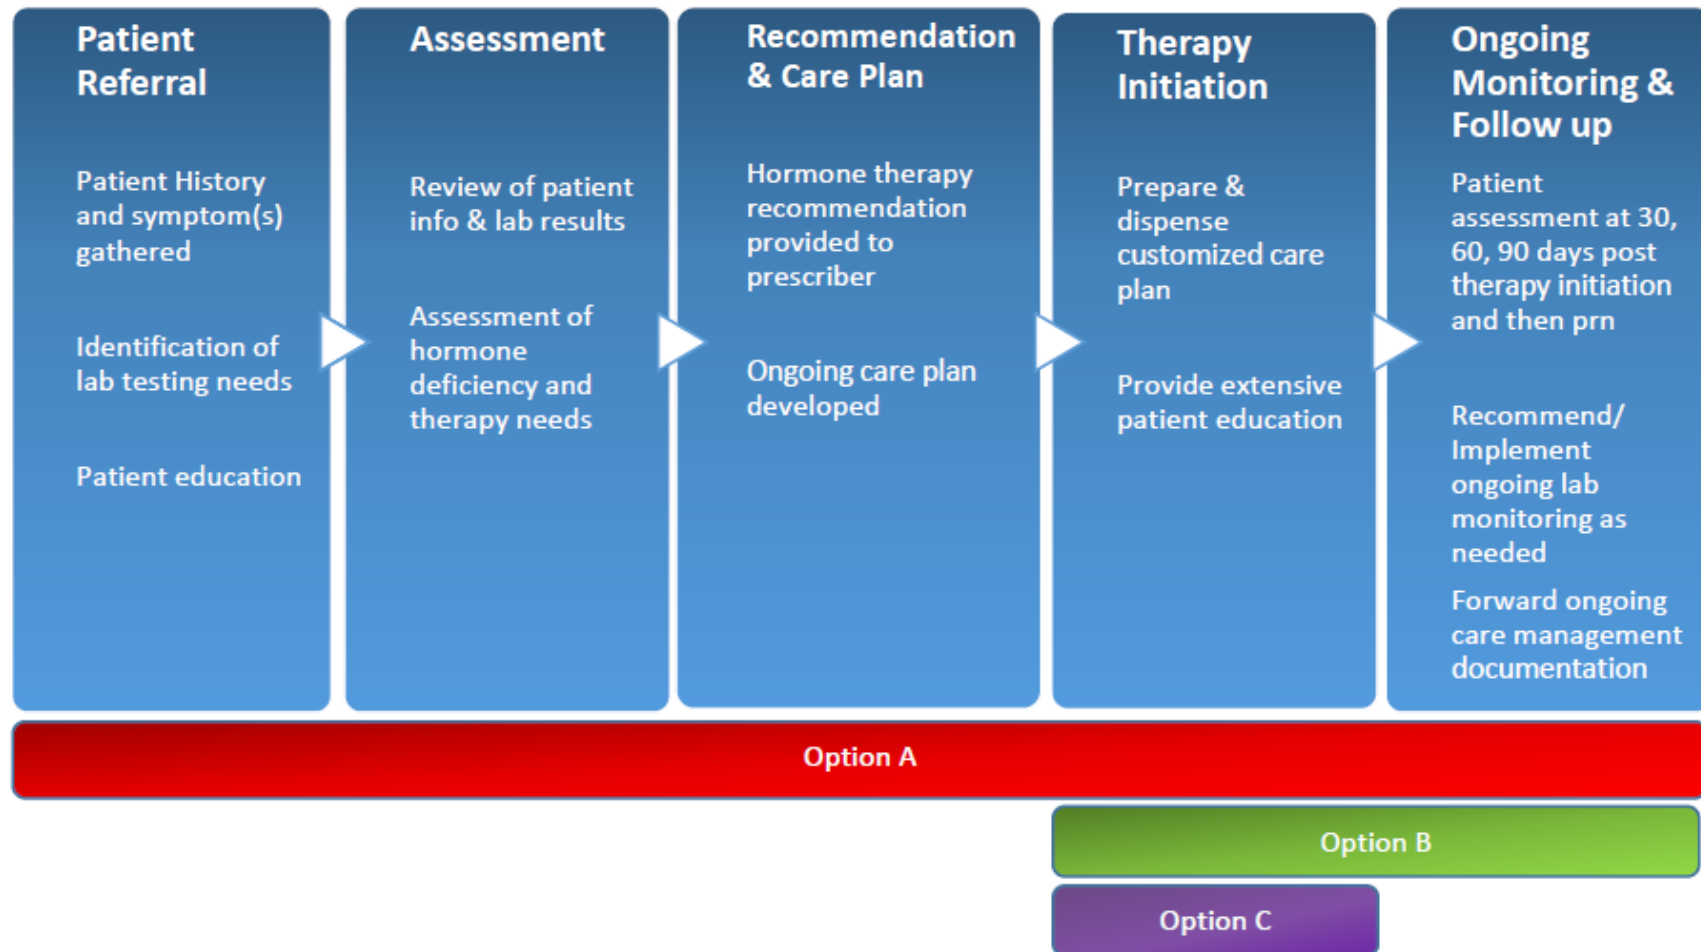 Patient
Referral
Patient History
and symptom(s)
gathered
Identification of
lab testing needs
Patient education
Assessment
Review of patient
info & lab results
Assessment of
hormone
deficiency and
therapy needs
Recommendation
& Care Plan
Hormone therapy
recommendation
provided to
prescriber
Ongoing care plan
developed
Therapy
Initiation
Prepare &
dispense
customized care
plan
Provide extensive
patient education
Ongoing
Monitoring &
Follow up
Patient
assessment at 30,
60, 90 days post
therapy initiation
and then prn
Recommend/
Implement
ongoing lab
monitoring as
needed
Forward ongoing
care management
documentation
Option A
Option B
Option C